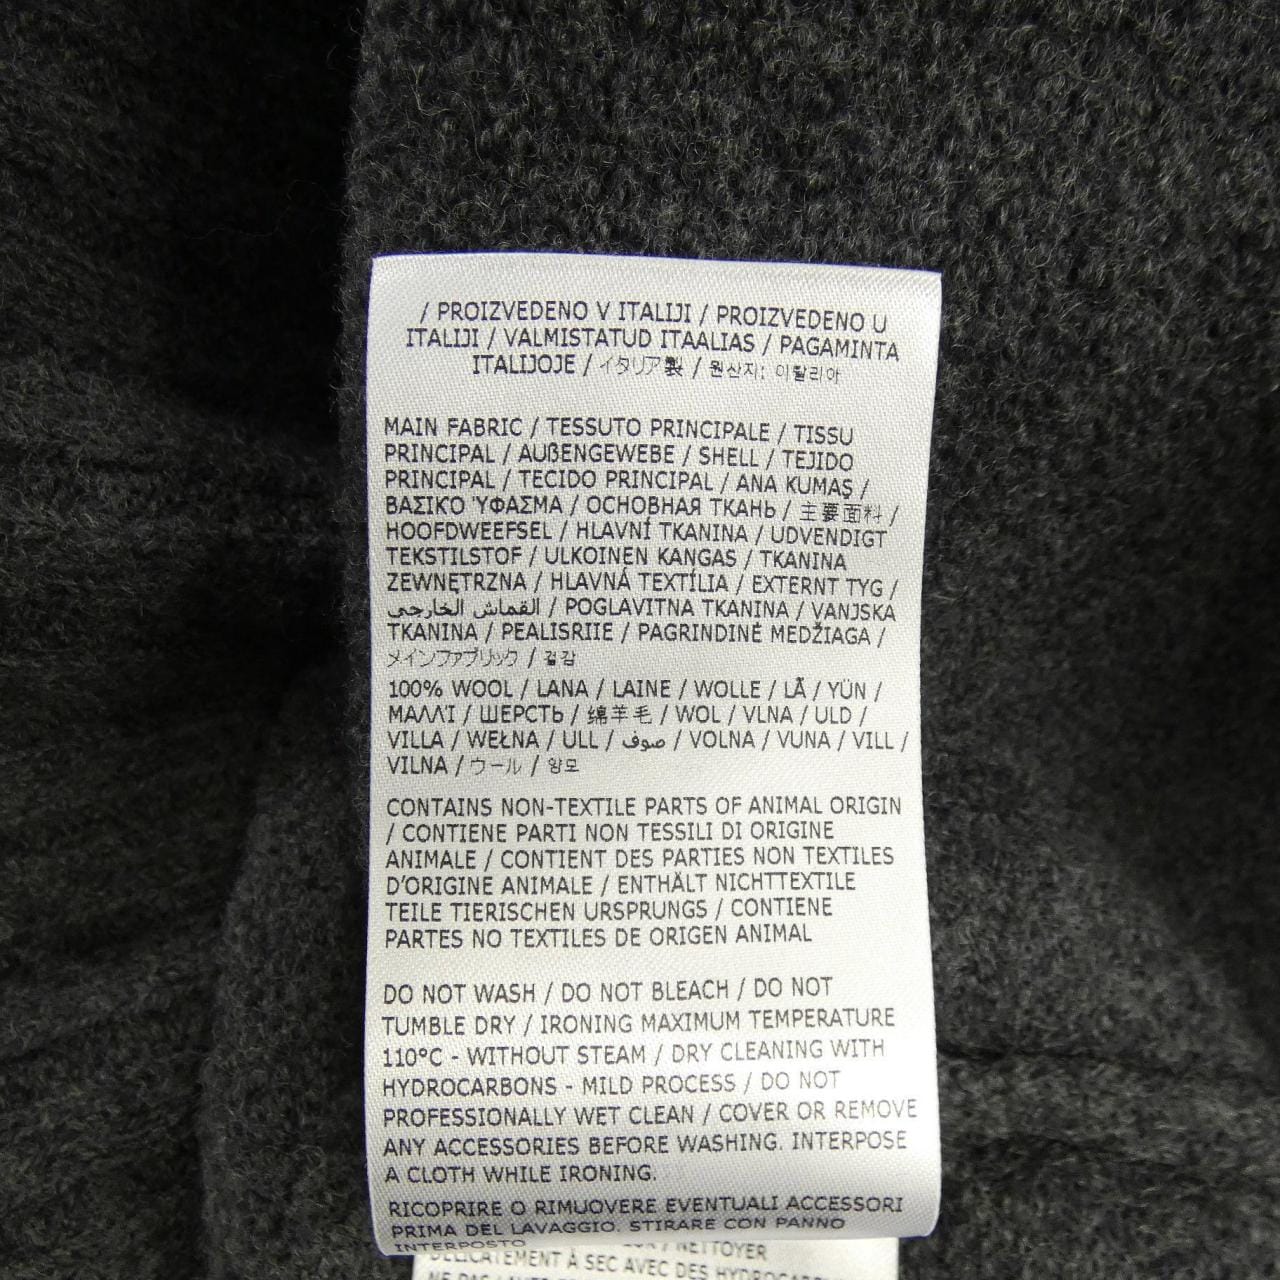 / PROIZVEDENO V ITALIJI / PROIZVEDENO U
ITALIJI / VALMISTATUD ITAALIAS / PAGAMINTA
ITALIJOJE / イタリア製 / 원산지: 이탈리아
MAIN FABRIC / TESSUTO PRINCIPALE / TISSU
PRINCIPAL / AUßENGEWEBE / SHELL / TEJIDO
PRINCIPAL / TECIDO PRINCIPAL / ANA KUMAŞ /
ΒΑΣΙΚΌ ΎΦΑΣΜΑ / ОСНОВНАЯ ТКАНЬ / 主要面料 /
HOOFDWEEFSEL / HLAVNÍ TKANINA / UDVENDIGT
TEKSTILSTOF / ULKOINEN KANGAS / TKANINA
ZEWNĘTRZNA / HLAVNÁ TEXTÍLIA / EXTERNT TYG /
القماش الخارجي / POGLAVITNA TKANINA / VANJSKA
TKANINA / PEALISRIIE / PAGRINDINĖ MEDŽIAGA /
メインファブリック / 겉감
100% WOOL / LANA / LAINE / WOLLE / LÃ / YÜN /
ΜΑΛΛΊ / ШЕРСТЬ / 绵羊毛 / WOL / VLNA / ULD /
VILLA / WEŁNA / ULL / صوف / VOLNA / VUNA / VILL /
VILNA / ウール / 양모
CONTAINS NON-TEXTILE PARTS OF ANIMAL ORIGIN
/ CONTIENE PARTI NON TESSILI DI ORIGINE
ANIMALE / CONTIENT DES PARTIES NON TEXTILES
D'ORIGINE ANIMALE / ENTHÄLT NICHTTEXTILE
TEILE TIERISCHEN URSPRUNGS / CONTIENE
PARTES NO TEXTILES DE ORIGEN ANIMAL
DO NOT WASH / DO NOT BLEACH / DO NOT
TUMBLE DRY / IRONING MAXIMUM TEMPERATURE
110°C - WITHOUT STEAM / DRY CLEANING WITH
HYDROCARBONS - MILD PROCESS / DO NOT
PROFESSIONALLY WET CLEAN / COVER OR REMOVE
ANY ACCESSORIES BEFORE WASHING. INTERPOSE
A CLOTH WHILE IRONING.
RICOPRIRE O RIMUOVERE EVENTUALI ACCESSORI
PRIMA DEL LAVAGGIO. STIRARE CON PANNO
INTERPOSTO
/ NETTOYER
DÉLICATEMENT À SEC AVEC DES
NE PAS